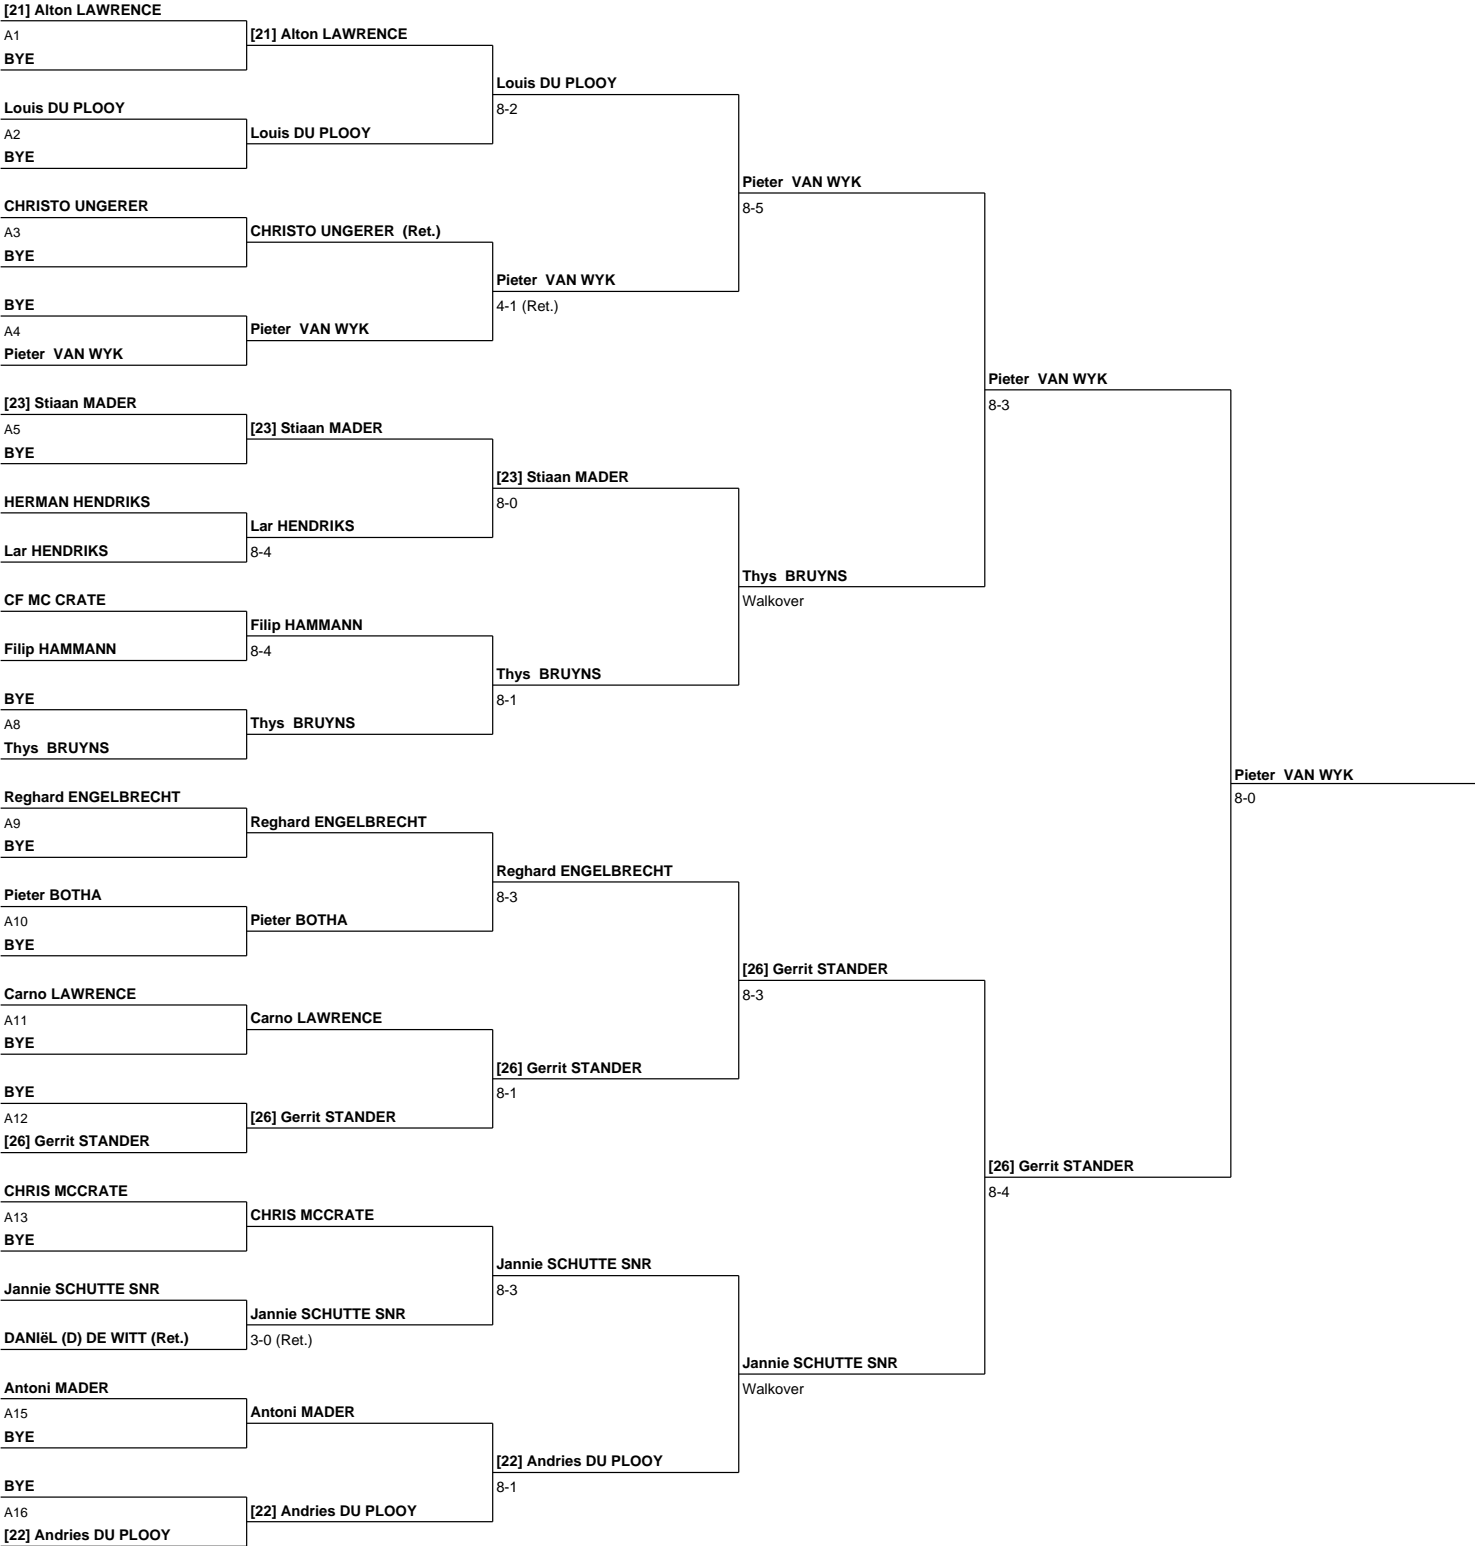 [21] Alton LAWRENCE
A1
BYE
[21] Alton LAWRENCE
Louis DU PLOOY
A2
BYE
Louis DU PLOOY
Louis DU PLOOY
8-2
CHRISTO UNGERER
A3
BYE
CHRISTO UNGERER (Ret.)
BYE
A4
Pieter VAN WYK
Pieter VAN WYK
Pieter VAN WYK
4-1 (Ret.)
Pieter VAN WYK
8-5
[23] Stiaan MADER
A5
BYE
[23] Stiaan MADER
HERMAN HENDRIKS
Lar HENDRIKS
Lar HENDRIKS
8-4
[23] Stiaan MADER
8-0
CF MC CRATE
Filip HAMMANN
Filip HAMMANN
8-4
BYE
A8
Thys BRUYNS
Thys BRUYNS
Thys BRUYNS
8-1
Thys BRUYNS
Walkover
Pieter VAN WYK
8-3
Reghard ENGELBRECHT
A9
BYE
Reghard ENGELBRECHT
Pieter BOTHA
A10
BYE
Pieter BOTHA
Reghard ENGELBRECHT
8-3
Carno LAWRENCE
A11
BYE
Carno LAWRENCE
BYE
A12
[26] Gerrit STANDER
[26] Gerrit STANDER
[26] Gerrit STANDER
8-1
[26] Gerrit STANDER
8-3
CHRIS MCCRATE
A13
BYE
CHRIS MCCRATE
Jannie SCHUTTE SNR
DANIëL (D) DE WITT (Ret.)
Jannie SCHUTTE SNR
3-0 (Ret.)
Jannie SCHUTTE SNR
8-3
Antoni MADER
A15
BYE
Antoni MADER
BYE
A16
[22] Andries DU PLOOY
[22] Andries DU PLOOY
[22] Andries DU PLOOY
8-1
Jannie SCHUTTE SNR
Walkover
[26] Gerrit STANDER
8-4
Pieter VAN WYK
8-0